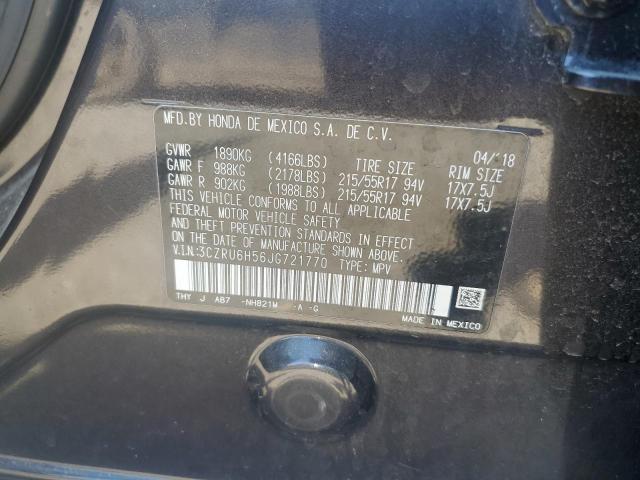 MFD.BY HONDA DE MEXICO S.A. DE C.V.
04/'18
GVWR 1890KG (4166LBS) TIRE SIZE RIM SIZE
GAWR F 988KG (2178LBS) 215/55R17 94V 17X7.5J
GAWR R 902KG (1988LBS) 215/55R17 94V 17X7.5J
THIS VEHICLE CONFORMS TO ALL APPLICABLE
FEDERAL MOTOR VEHICLE SAFETY
AND THEFT PREVENTION STANDARDS IN EFFECT
ON THE DATE OF MANUFACTURE SHOWN ABOVE.
V.I.N:3CZRU6H56JG721770 TYPE: MPV
THY J AB7 -NH821M -A -G
MADE IN MEXICO